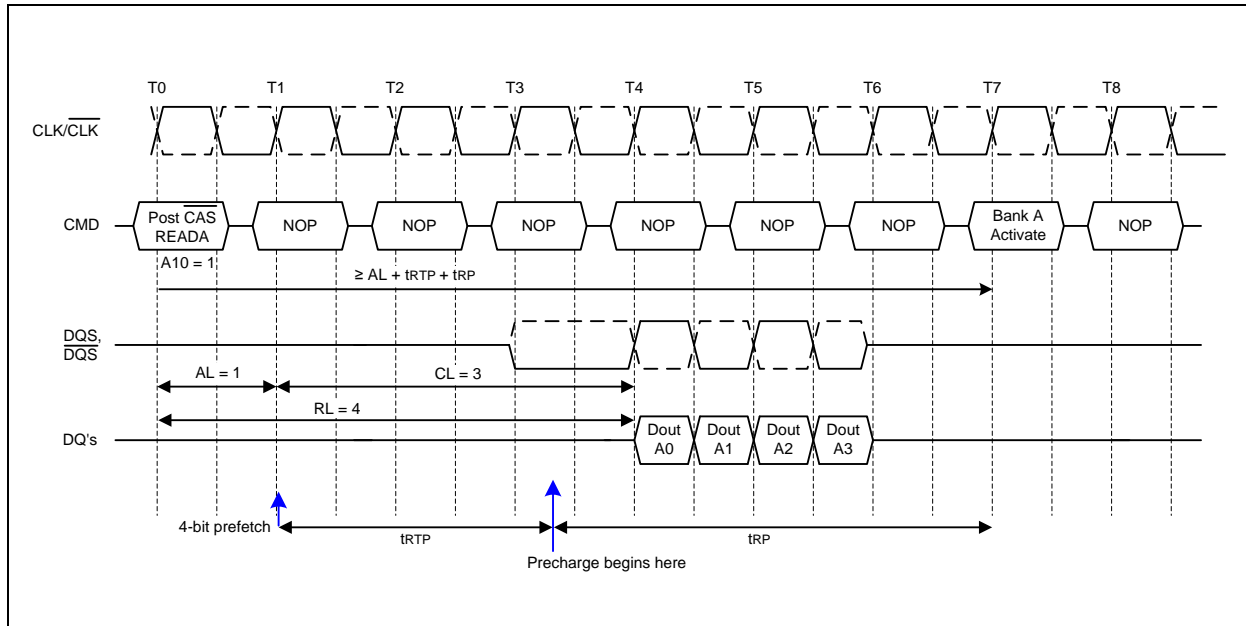 T0 T1 T2 T3 T4 T5 T6 T7 T8
CLK/CLK
CMD
Post CAS
READA
NOP NOP NOP NOP NOP NOP
Bank A
Activate
NOP
A10 = 1
≥ AL + tRTP + tRP
DQS,
DQS
AL = 1
CL = 3
RL = 4
DQ's
Dout
A0
Dout
A1
Dout
A2
Dout
A3
4-bit prefetch
tRTP
tRP
Precharge begins here